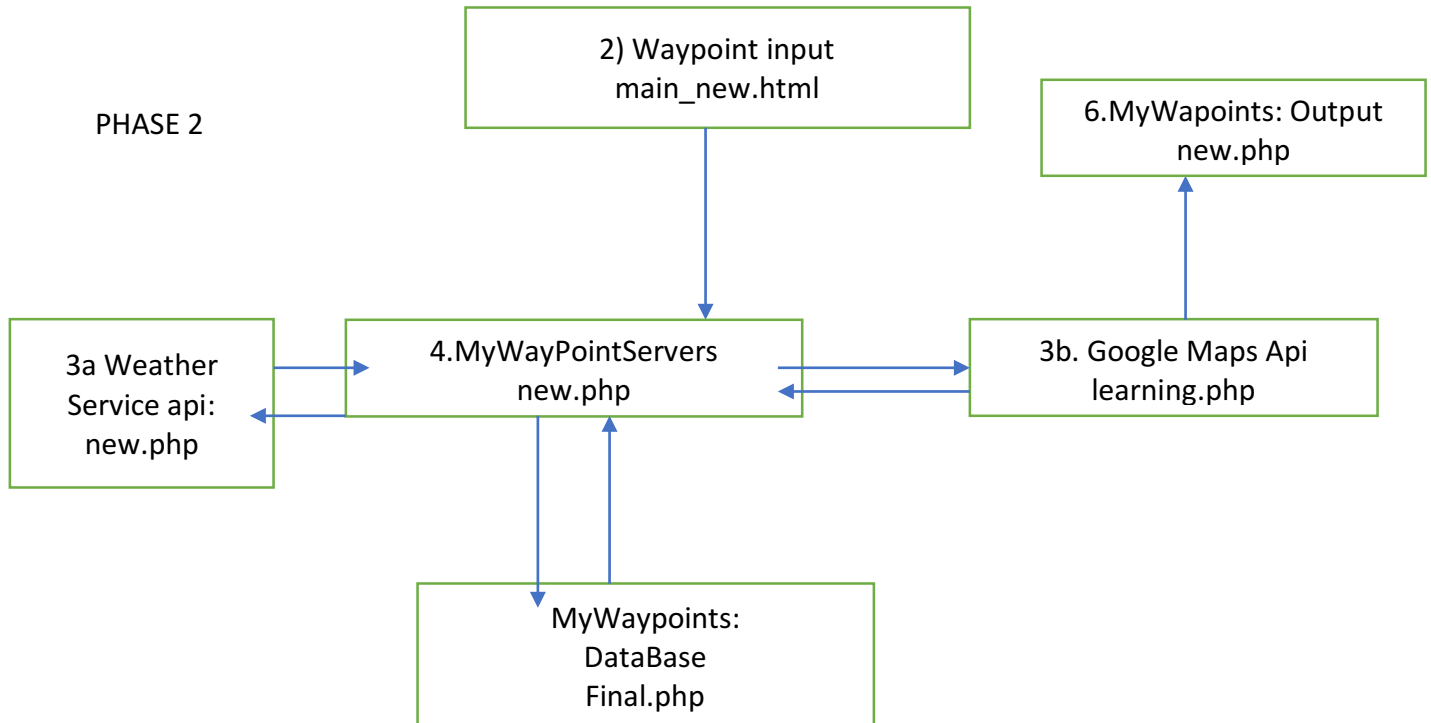 2) Waypoint input
main_new.html
PHASE 2
6.MyWapoints: Output
new.php
3a Weather
Service api:
new.php
4.MyWayPointServers
new.php
3b. Google Maps Api
learning.php
MyWaypoints:
DataBase
Final.php